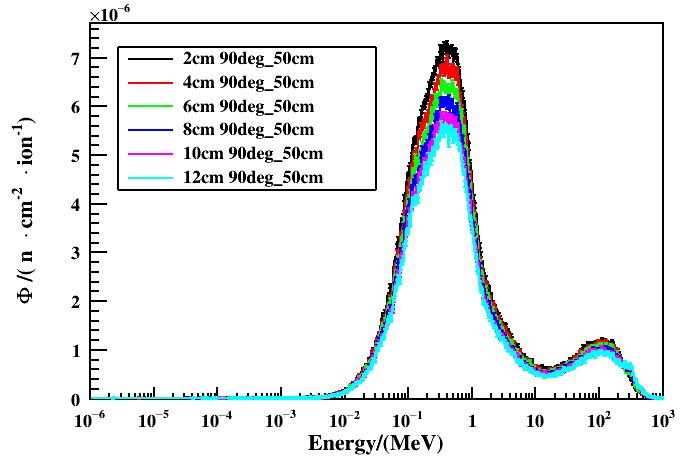 ×10⁻⁶
2cm 90deg_50cm
4cm 90deg_50cm
6cm 90deg_50cm
8cm 90deg_50cm
10cm 90deg_50cm
12cm 90deg_50cm
7
6
5
4
3
2
1
0
Φ /( n · cm⁻² · ion⁻¹)
10⁻⁶ 10⁻⁵ 10⁻⁴ 10⁻³ 10⁻² 10⁻¹ 1 10 10² 10³
Energy/(MeV)